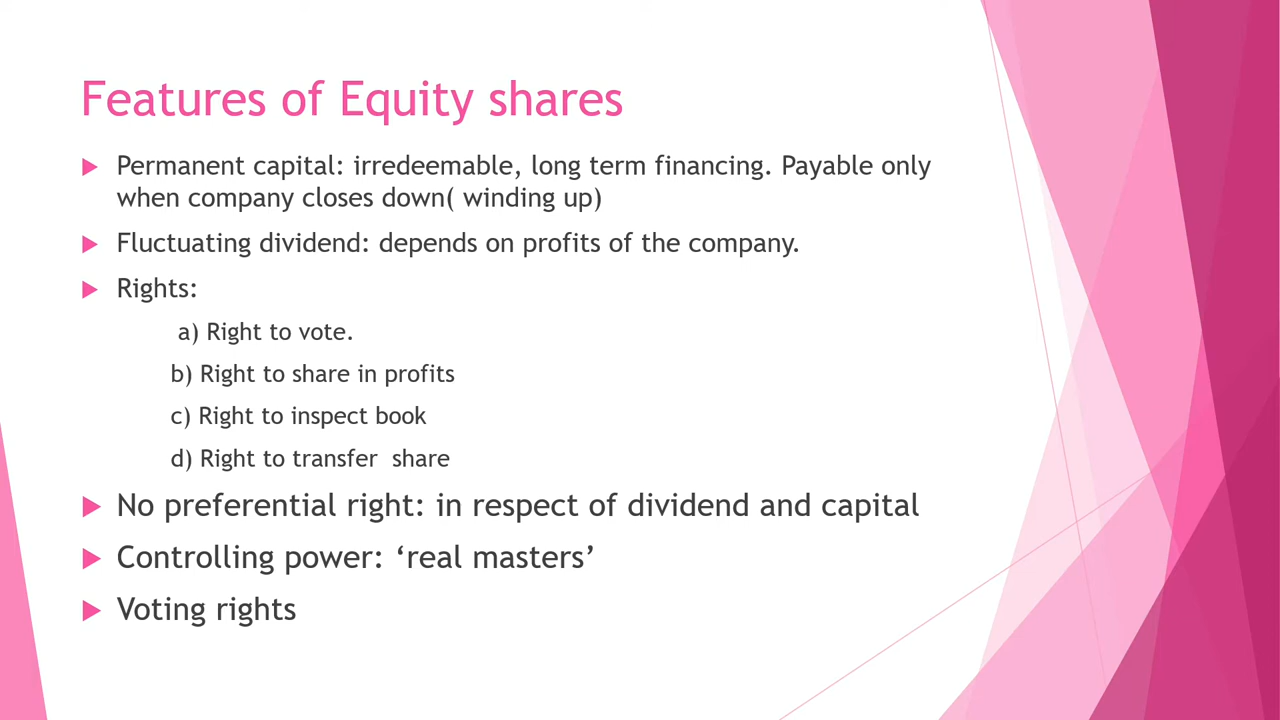 Features of Equity shares
Permanent capital: irredeemable, long term financing. Payable only
when company closes down( winding up)
Fluctuating dividend: depends on profits of the company.
Rights:
a) Right to vote.
b) Right to share in profits
c) Right to inspect book
d) Right to transfer  share
No preferential right: in respect of dividend and capital
Controlling power: ‘real masters’
Voting rights